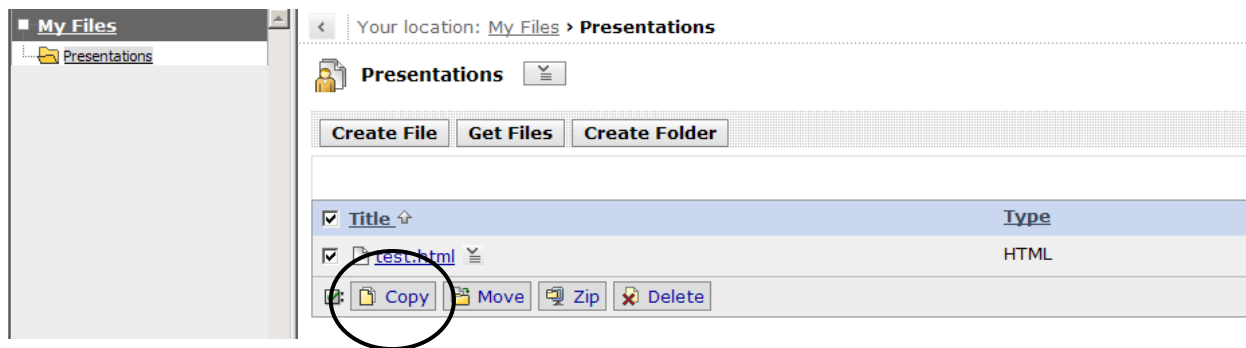 My Files
Presentations
Your location: My Files › Presentations
Presentations
Create File Get Files Create Folder
Title Type
test.html HTML
: Copy Move Zip Delete